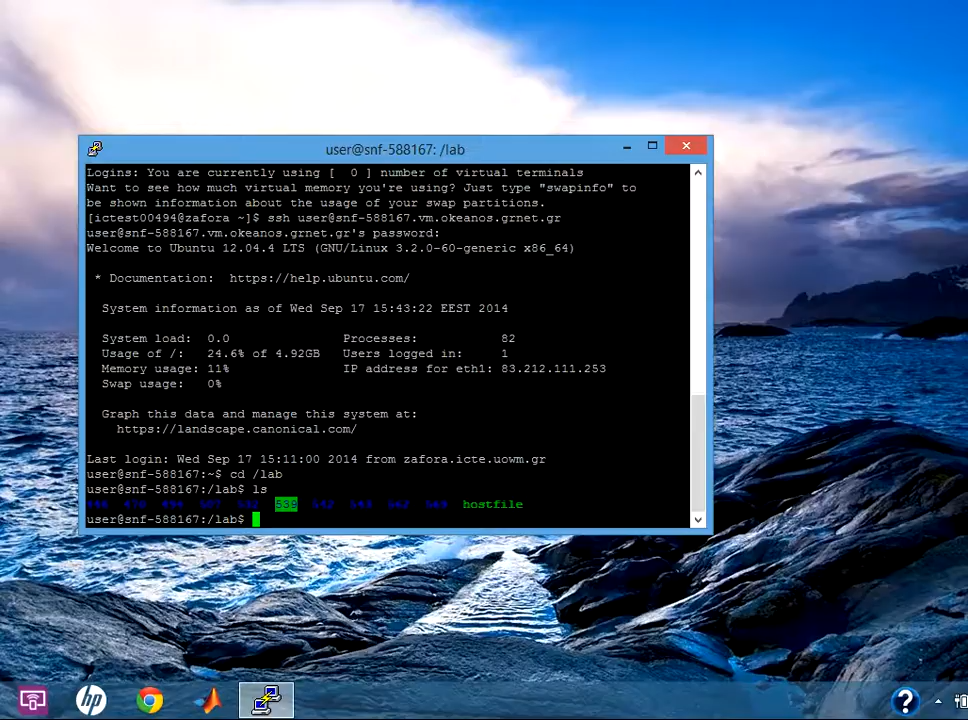 user@snf-588167: /lab
Logins: You are currently using [  0 ] number of virtual terminals
Want to see how much virtual memory you're using? Just type "swapinfo" to
be shown information about the usage of your swap partitions.
[ictest00494@zafora ~]$ ssh user@snf-588167.vm.okeanos.grnet.gr
user@snf-588167.vm.okeanos.grnet.gr's password:
Welcome to Ubuntu 12.04.4 LTS (GNU/Linux 3.2.0-60-generic x86_64)
* Documentation:  https://help.ubuntu.com/
System information as of Wed Sep 17 15:43:22 EEST 2014
System load:  0.0    Processes:    82
Usage of /:   24.6% of 4.92GB   Users logged in:    1
Memory usage: 11%    IP address for eth1: 83.212.111.253
Swap usage:   0%
Graph this data and manage this system at:
https://landscape.canonical.com/
Last login: Wed Sep 17 15:11:00 2014 from zafora.icte.uowm.gr
user@snf-588167:~$ cd /lab
user@snf-588167:/lab$ ls
539 hostfile
user@snf-588167:/lab$
hp
?